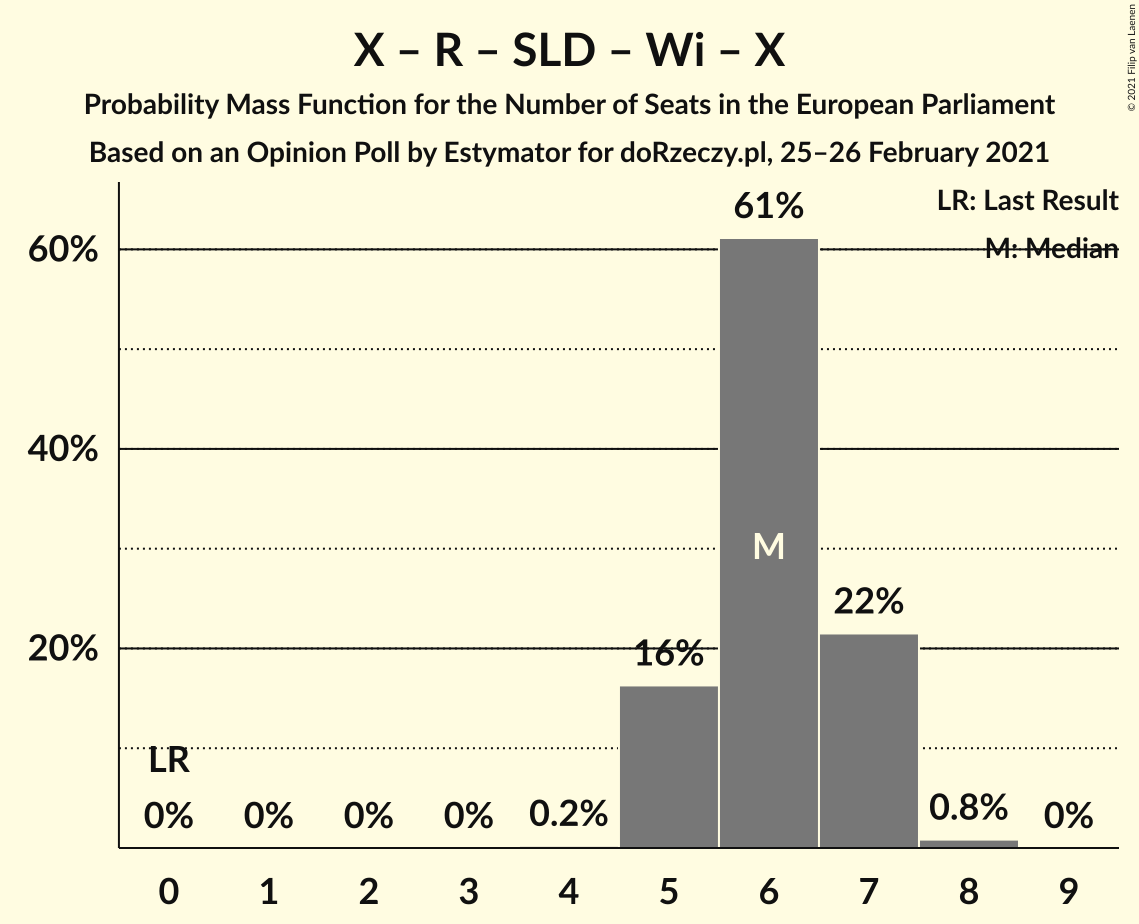 X – R – SLD – Wi – X
Probability Mass Function for the Number of Seats in the European Parliament
Based on an Opinion Poll by Estymator for doRzeczy.pl, 25–26 February 2021
© 2021 Filip van Laenen
LR: Last Result
M: Median
60%
40%
20%
61%
M
22%
16%
LR
0%
0%
0%
0%
0.2%
0.8%
0%
0 1 2 3 4 5 6 7 8 9